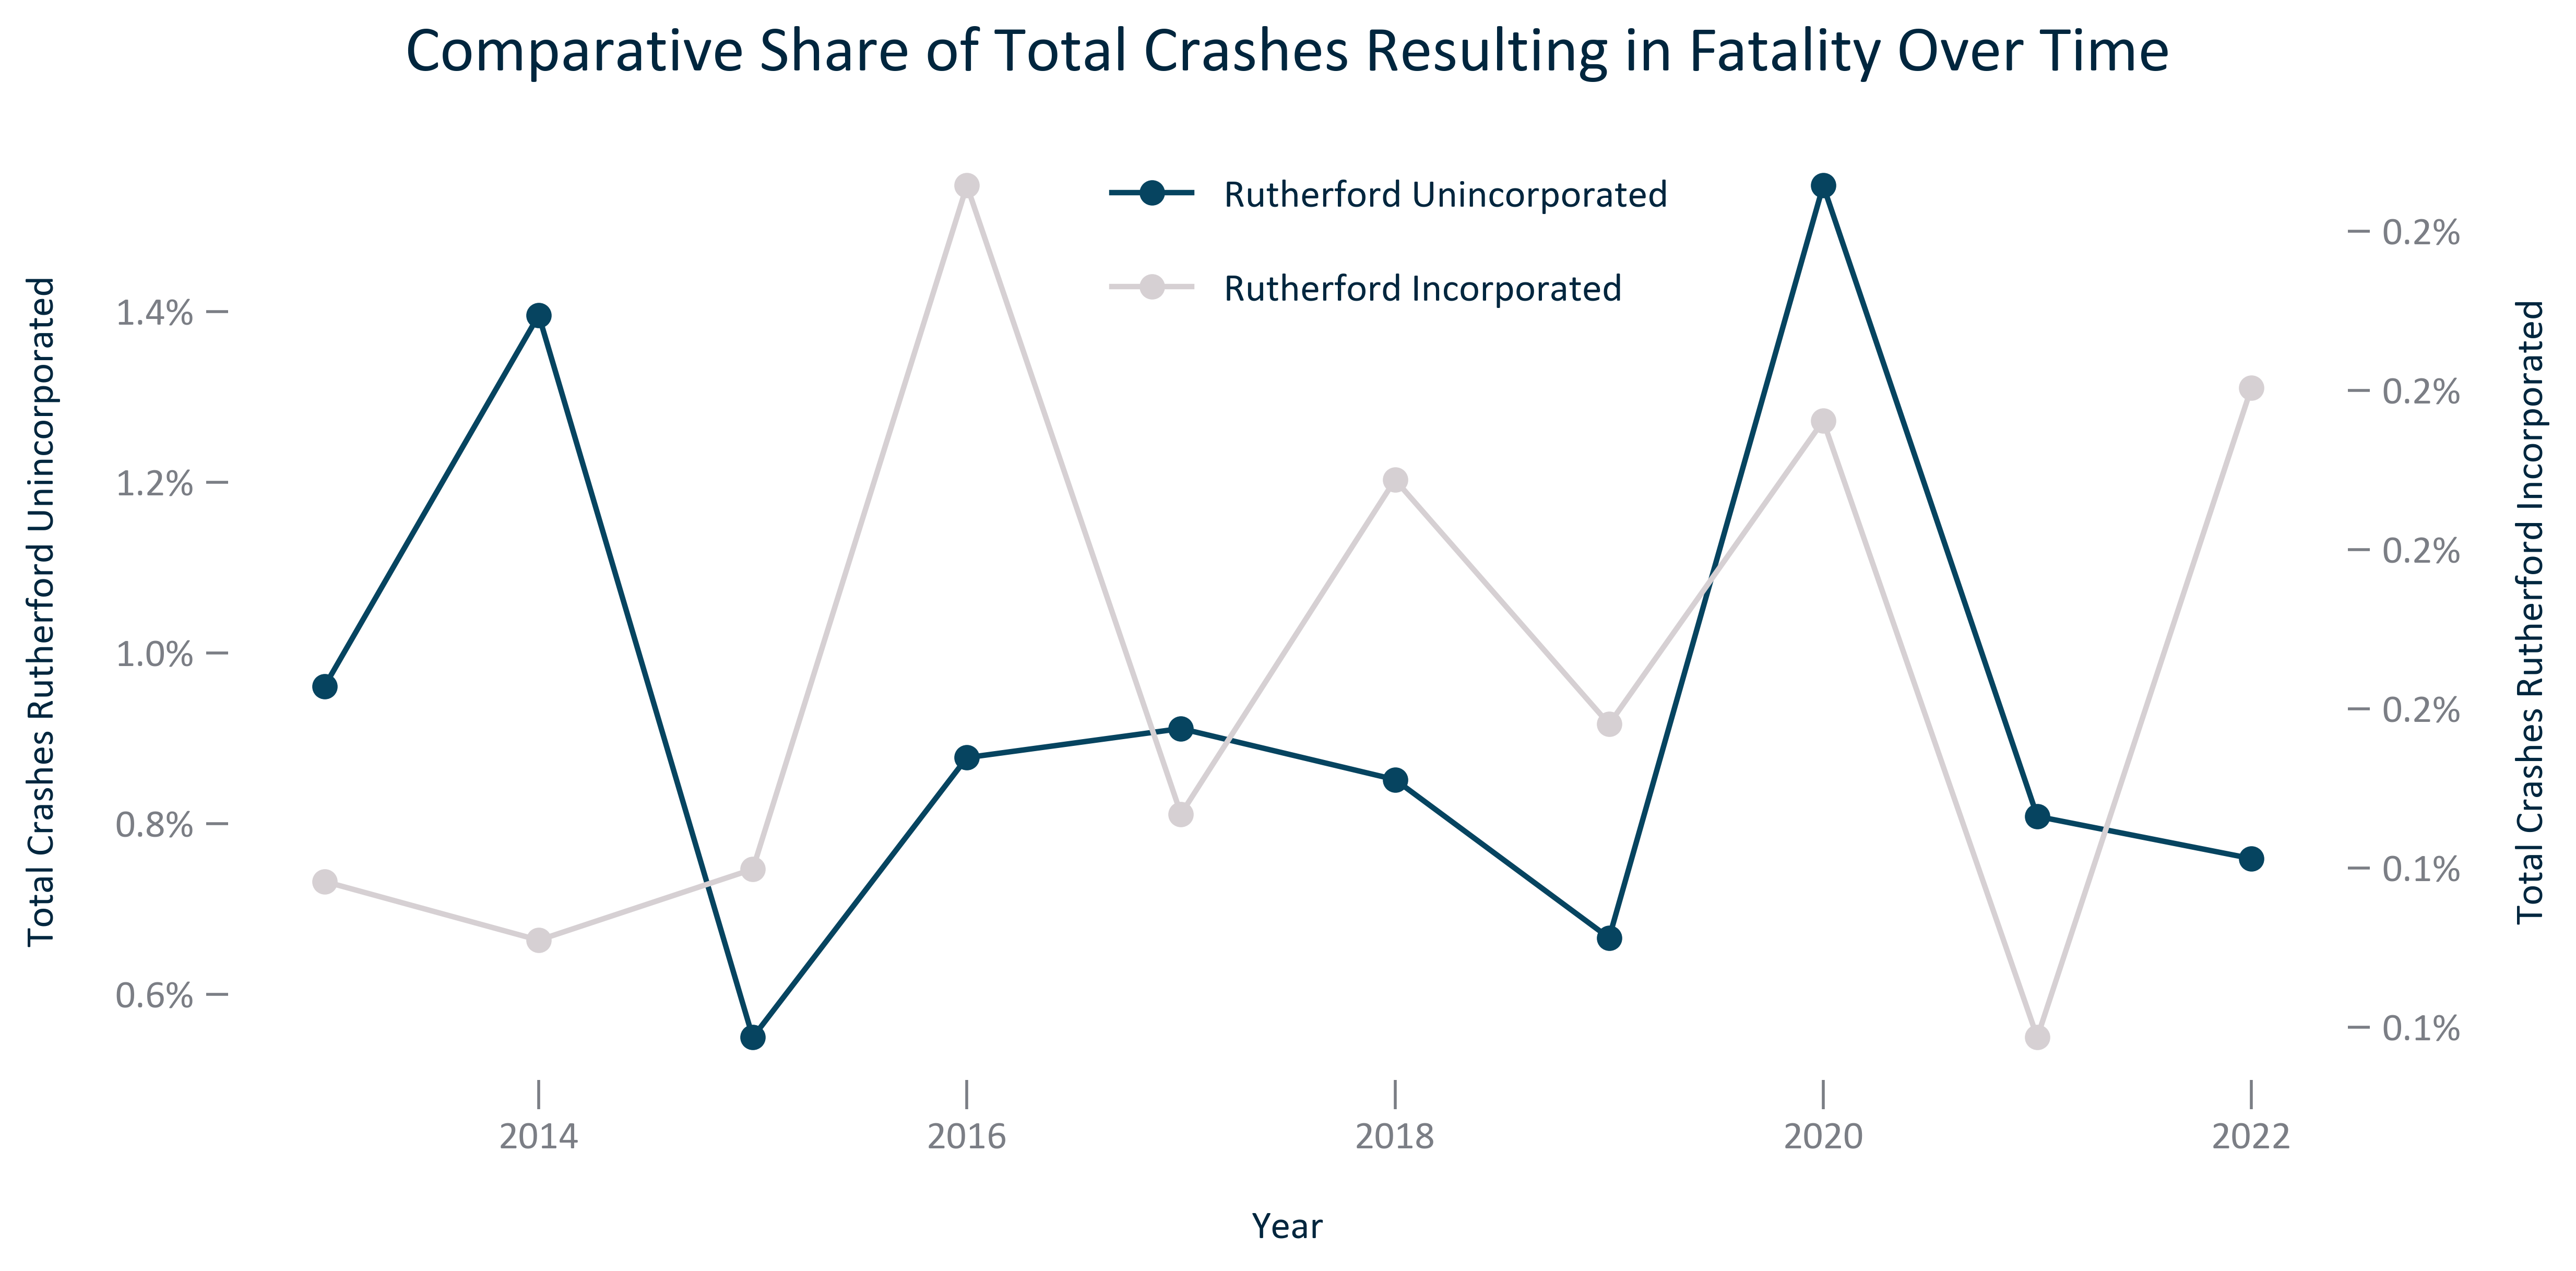 Comparative Share of Total Crashes Resulting in Fatality Over Time
Rutherford Unincorporated
Rutherford Incorporated
Total Crashes Rutherford Unincorporated
1.4%
1.2%
1.0%
0.8%
0.6%
0.2%
0.2%
0.2%
0.2%
0.1%
0.1%
Total Crashes Rutherford Incorporated
2014
2016
2018
2020
2022
Year